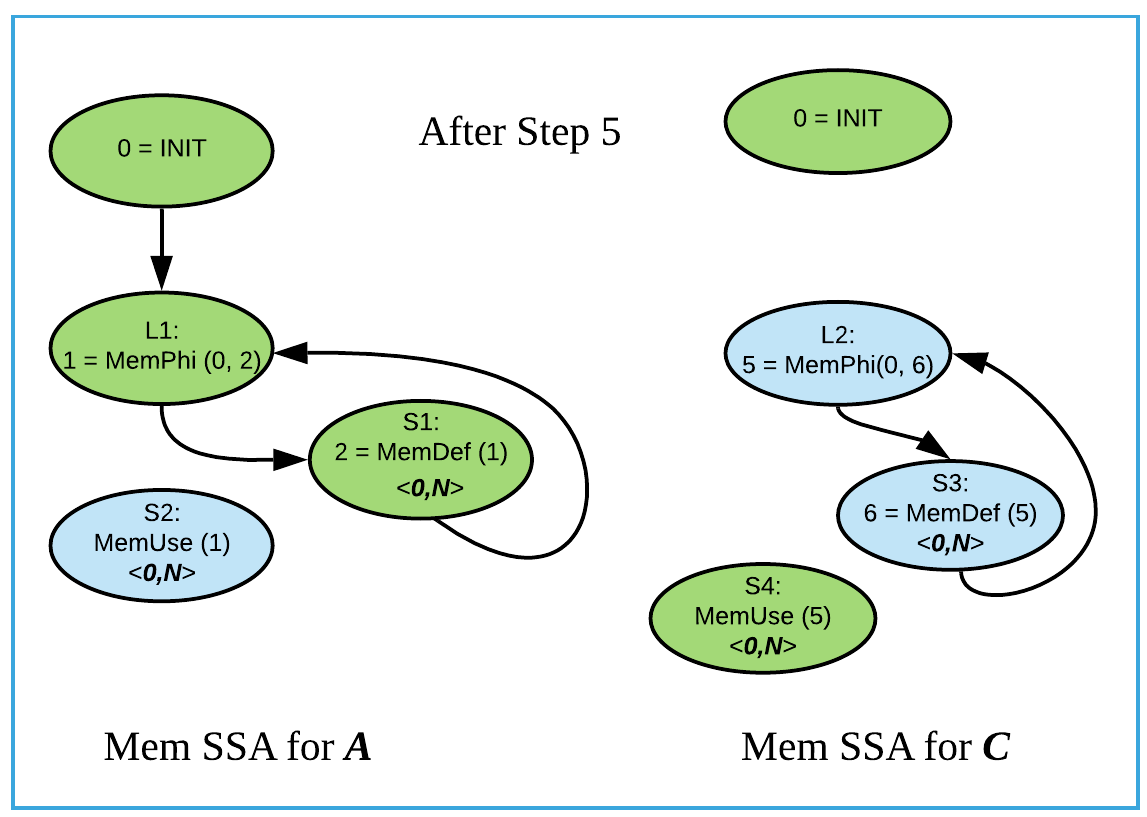 0 = INIT
After Step 5
0 = INIT
L1:
1 = MemPhi (0, 2)
S1:
2 = MemDef (1)
<0,N>
S2:
MemUse (1)
<0,N>
L2:
5 = MemPhi(0, 6)
S3:
6 = MemDef (5)
<0,N>
S4:
MemUse (5)
<0,N>
Mem SSA for A
Mem SSA for C